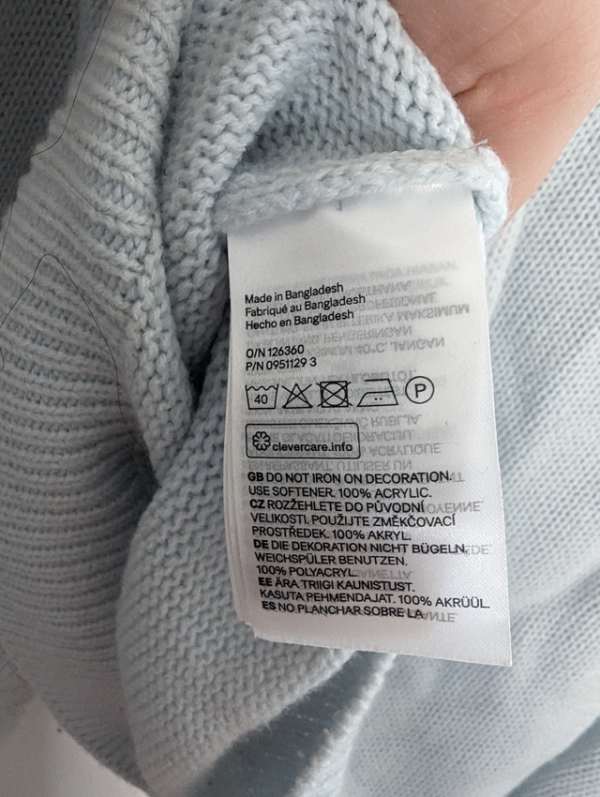 Made in Bangladesh
Fabriqué au Bangladesh
Hecho en Bangladesh
O/N 126360
P/N 0951129 3
40
P
clevercare.info
GB DO NOT IRON ON DECORATION.
USE SOFTENER. 100% ACRYLIC.
CZ ROZŽEHLETE DO PŮVODNÍ
VELIKOSTI. POUŽIJTE ZMĚKČOVACÍ
PROSTŘEDEK. 100% AKRYL.
DE DIE DEKORATION NICHT BÜGELN.
WEICHSPÜLER BENUTZEN.
100% POLYACRYL.
EE ÄRA TRIIGI KAUNISTUST.
KASUTA PEHMENDAJAT. 100% AKRÜÜL.
ES NO PLANCHAR SOBRE LA